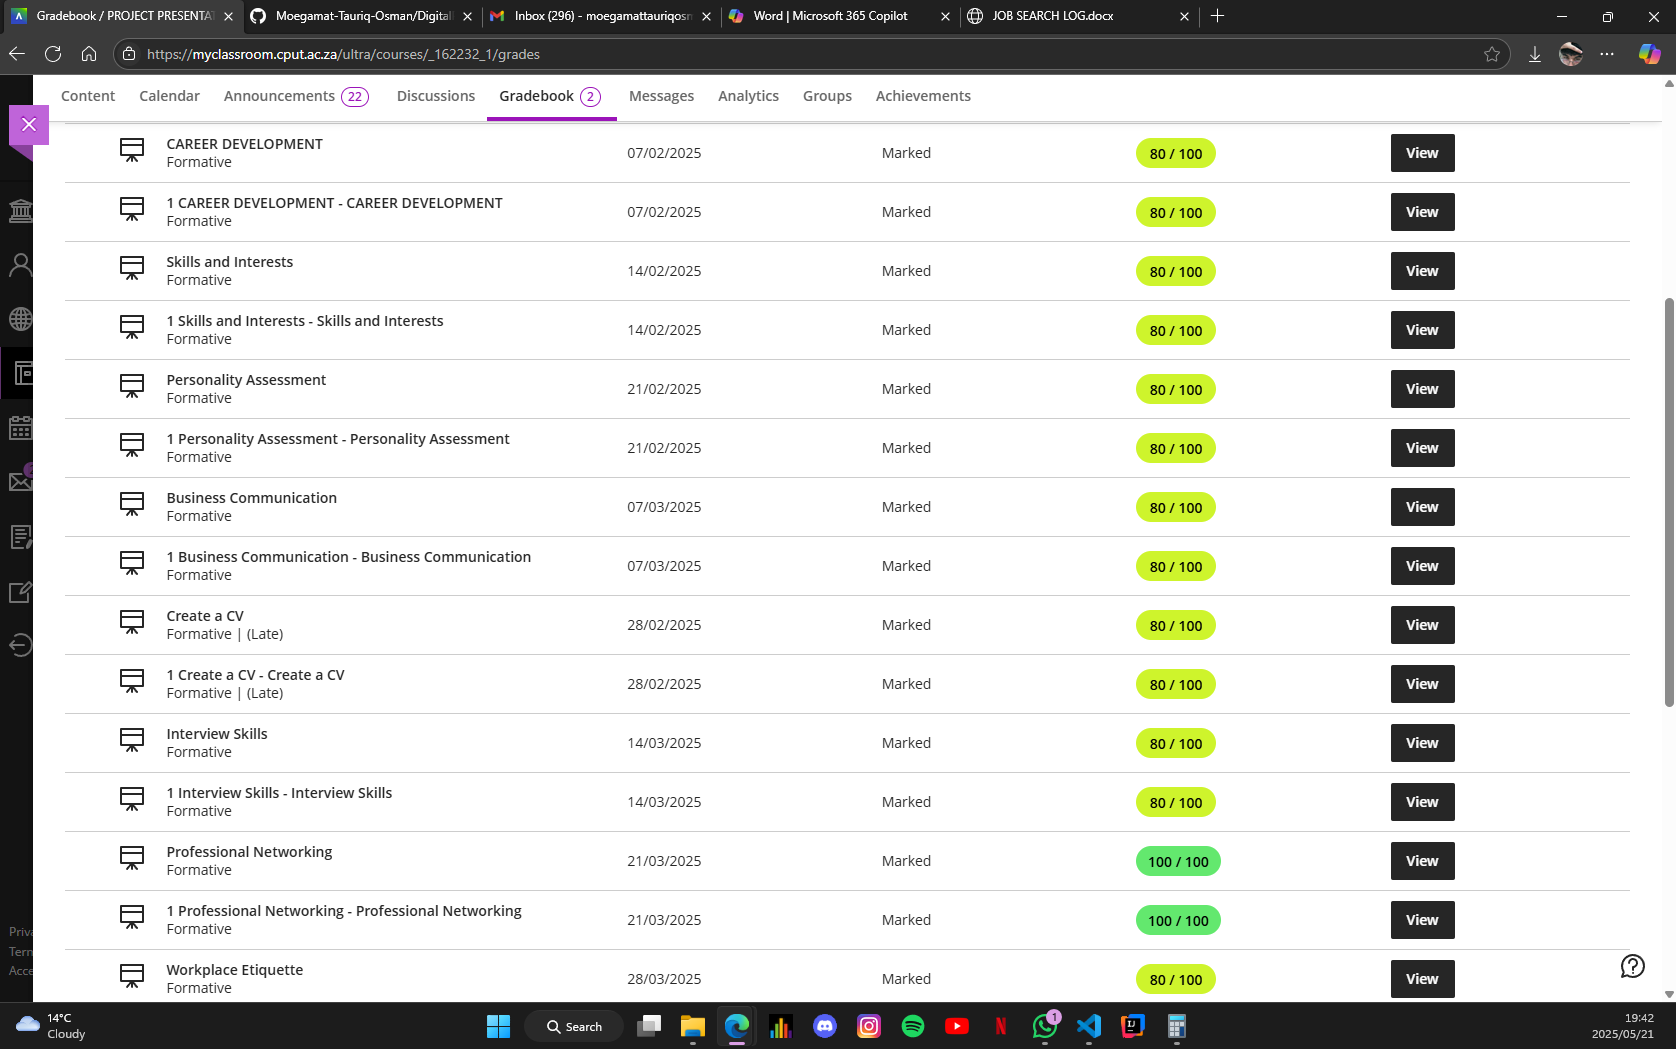 Gradebook / PROJECT PRESENTAT
Moegamat-Tauriq-Osman/Digital
Inbox (296) - moegamattauriqosn
Word | Microsoft 365 Copilot
JOB SEARCH LOG.docx
https://myclassroom.cput.ac.za/ultra/courses/_162232_1/grades
Content Calendar Announcements 22 Discussions Gradebook 2 Messages Analytics Groups Achievements
CAREER DEVELOPMENT
Formative
07/02/2025 Marked 80 / 100 View
1 CAREER DEVELOPMENT - CAREER DEVELOPMENT
Formative
07/02/2025 Marked 80 / 100 View
Skills and Interests
Formative
14/02/2025 Marked 80 / 100 View
1 Skills and Interests - Skills and Interests
Formative
14/02/2025 Marked 80 / 100 View
Personality Assessment
Formative
21/02/2025 Marked 80 / 100 View
1 Personality Assessment - Personality Assessment
Formative
21/02/2025 Marked 80 / 100 View
Business Communication
Formative
07/03/2025 Marked 80 / 100 View
1 Business Communication - Business Communication
Formative
07/03/2025 Marked 80 / 100 View
Create a CV
Formative | (Late)
28/02/2025 Marked 80 / 100 View
1 Create a CV - Create a CV
Formative | (Late)
28/02/2025 Marked 80 / 100 View
Interview Skills
Formative
14/03/2025 Marked 80 / 100 View
1 Interview Skills - Interview Skills
Formative
14/03/2025 Marked 80 / 100 View
Professional Networking
Formative
21/03/2025 Marked 100 / 100 View
1 Professional Networking - Professional Networking
Formative
21/03/2025 Marked 100 / 100 View
Workplace Etiquette
Formative
28/03/2025 Marked 80 / 100 View
Priva
Tern
Acce
14°C
Cloudy
Search
1
19:42
2025/05/21